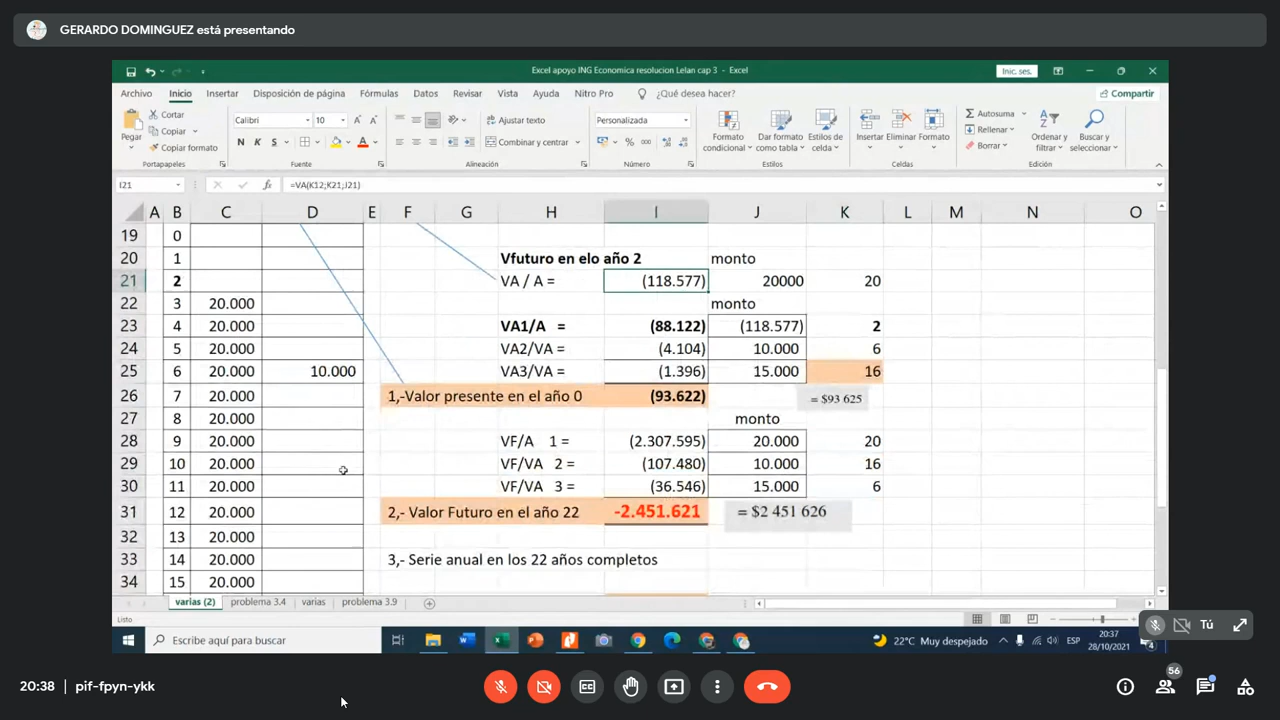 GERARDO DOMINGUEZ está presentando
Excel apoyo ING Economica resolucion Lelan cap 3 - Excel
Inic. ses.
Archivo Inicio Insertar Disposición de página Fórmulas Datos Revisar Vista Ayuda Nitro Pro ¿Qué desea hacer? Compartir
Pegar
Cortar
Copiar
Copiar formato
Portapapeles
Calibri 10
N K S
Fuente
Ajustar texto
Combinar y centrar
Alineación
Personalizada
% 000
Número
Formato condicional
Dar formato como tabla
Estilos de celda
Estilos
Insertar Eliminar Formato
Celdas
Autosuma
Rellenar
Borrar
Ordenar y filtrar
Buscar y seleccionar
Edición
I21 fx =VA(K12;K21;J21)
A B C D E F G H I J K L M N O
19 0
20 1 Vfuturo en elo año 2 monto
21 2 VA / A = (118.577) 20000 20
22 3 20.000 monto
23 4 20.000 VA1/A = (88.122) (118.577) 2
24 5 20.000 VA2/VA = (4.104) 10.000 6
25 6 20.000 10.000 VA3/VA = (1.396) 15.000 16
26 7 20.000 1,-Valor presente en el año 0 (93.622) = $93 625
27 8 20.000 monto
28 9 20.000 VF/A 1 = (2.307.595) 20.000 20
29 10 20.000 VF/VA 2 = (107.480) 10.000 16
30 11 20.000 VF/VA 3 = (36.546) 15.000 6
31 12 20.000 2,- Valor Futuro en el año 22 -2.451.621 = $2 451 626
32 13 20.000
33 14 20.000 3,- Serie anual en los 22 años completos
34 15 20.000
varias (2) problema 3.4 varias problema 3.9
Listo
Escribe aquí para buscar
22°C Muy despejado
ESP
20:37
28/10/2021
4
Tú
20:38 | pif-fpyn-ykk
56